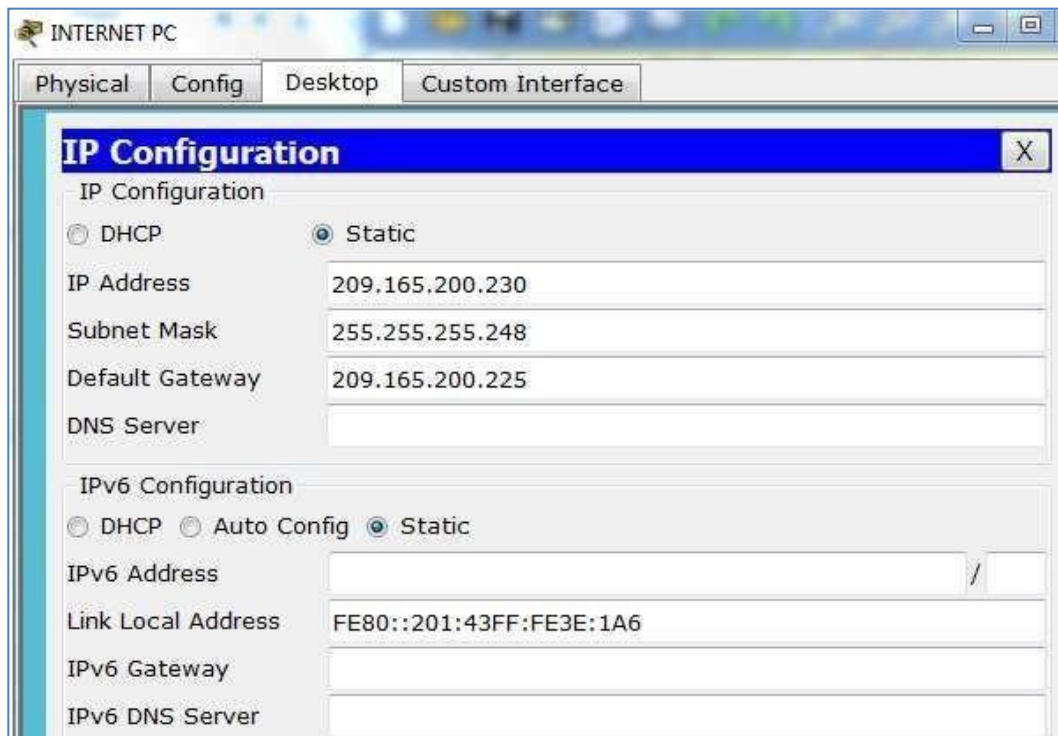 INTERNET PC
Physical Config Desktop Custom Interface
IP Configuration X
IP Configuration
DHCP Static
IP Address 209.165.200.230
Subnet Mask 255.255.255.248
Default Gateway 209.165.200.225
DNS Server
IPv6 Configuration
DHCP Auto Config Static
IPv6 Address /
Link Local Address FE80::201:43FF:FE3E:1A6
IPv6 Gateway
IPv6 DNS Server